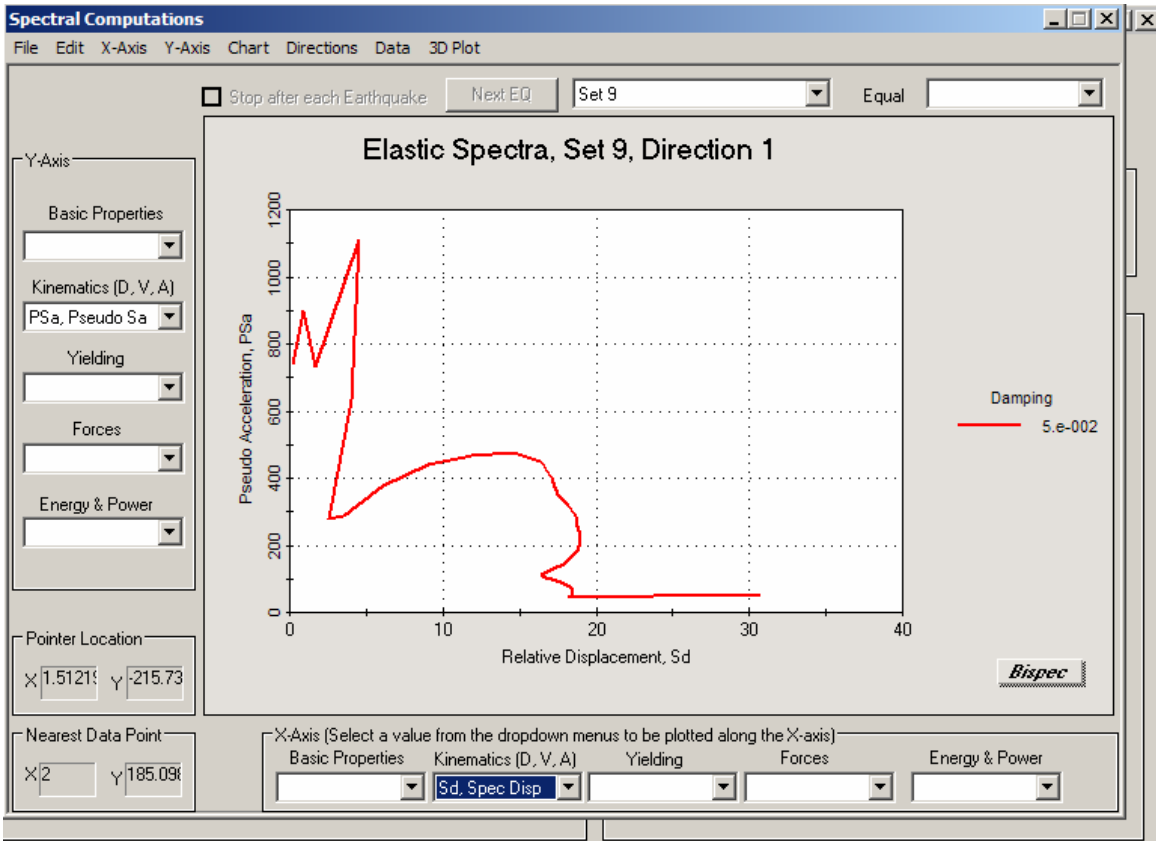 Spectral Computations
File Edit X-Axis Y-Axis Chart Directions Data 3D Plot
Stop after each Earthquake Next EQ Set 9 Equal
Y-Axis
Basic Properties
Kinematics (D, V, A)
PSa, Pseudo Sa
Yielding
Forces
Energy & Power
Elastic Spectra, Set 9, Direction 1
Pseudo Acceleration, PSa
1200
1000
800
600
400
200
0
0 10 20 30 40
Relative Displacement, Sd
Damping
5.e-002
Bispec
Pointer Location
X 1.5121 Y -215.73
Nearest Data Point
X 2 Y 185.09
X-Axis (Select a value from the dropdown menus to be plotted along the X-axis)
Basic Properties Kinematics (D, V, A) Yielding Forces Energy & Power
Sd, Spec Disp